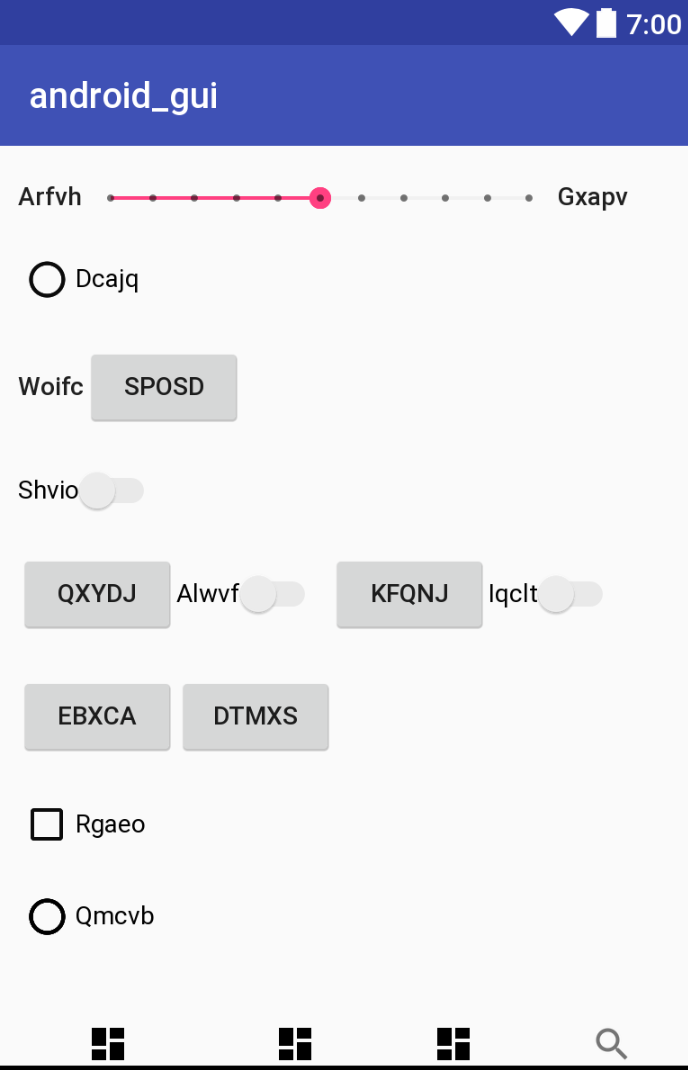 7:00
android_gui
Arfvh Gxapv
Dcajq
Woifc SPOSD
Shvio
QXYDJ Alwvf KFQNJ Iqclt
EBXCA DTMXS
Rgaeo
Qmcvb